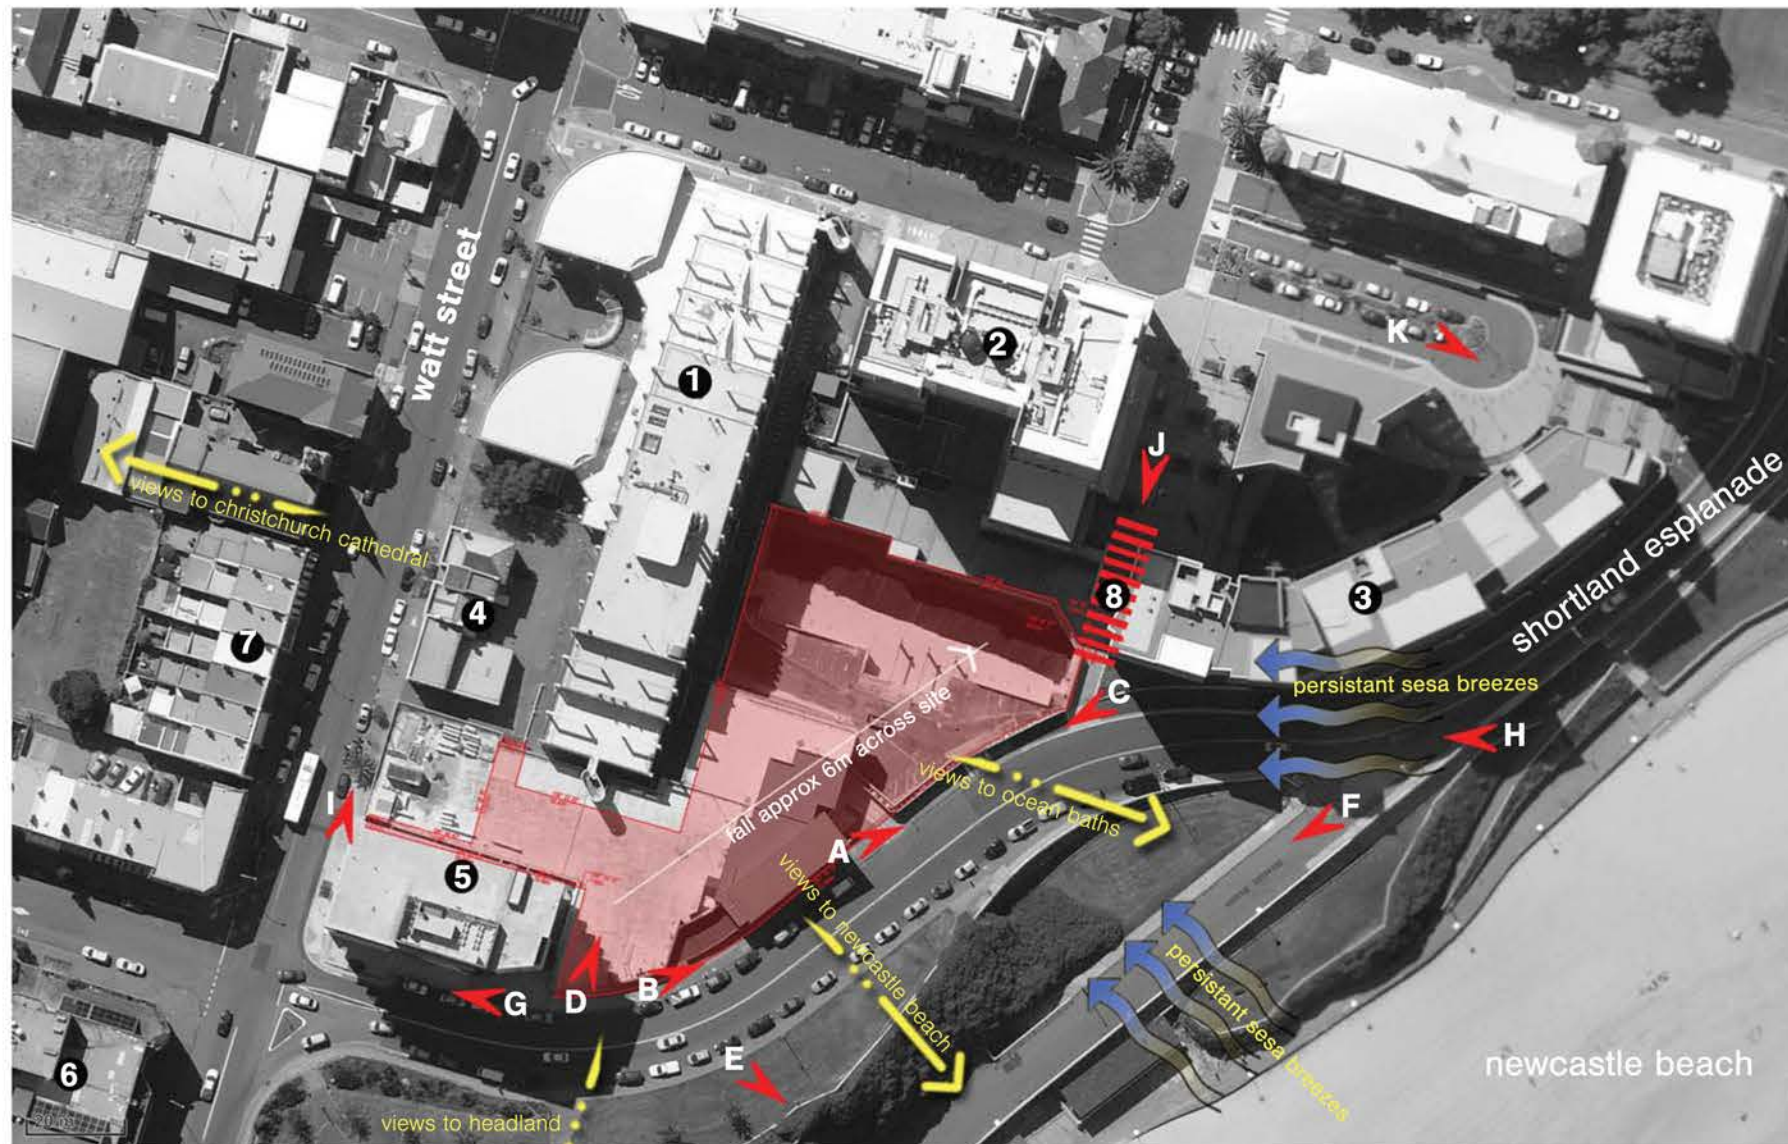 watt street
K
2
1
J
views to christchurch cathedral
shortland esplanade
8
3
4
7
persistant sesa breezes
C
H
fall approx 6m across site
views to ocean baths
I
F
A
5
views to newcastle beach
persistant sesa breezes
G
D
B
E
newcastle beach
6
views to headland
20 m